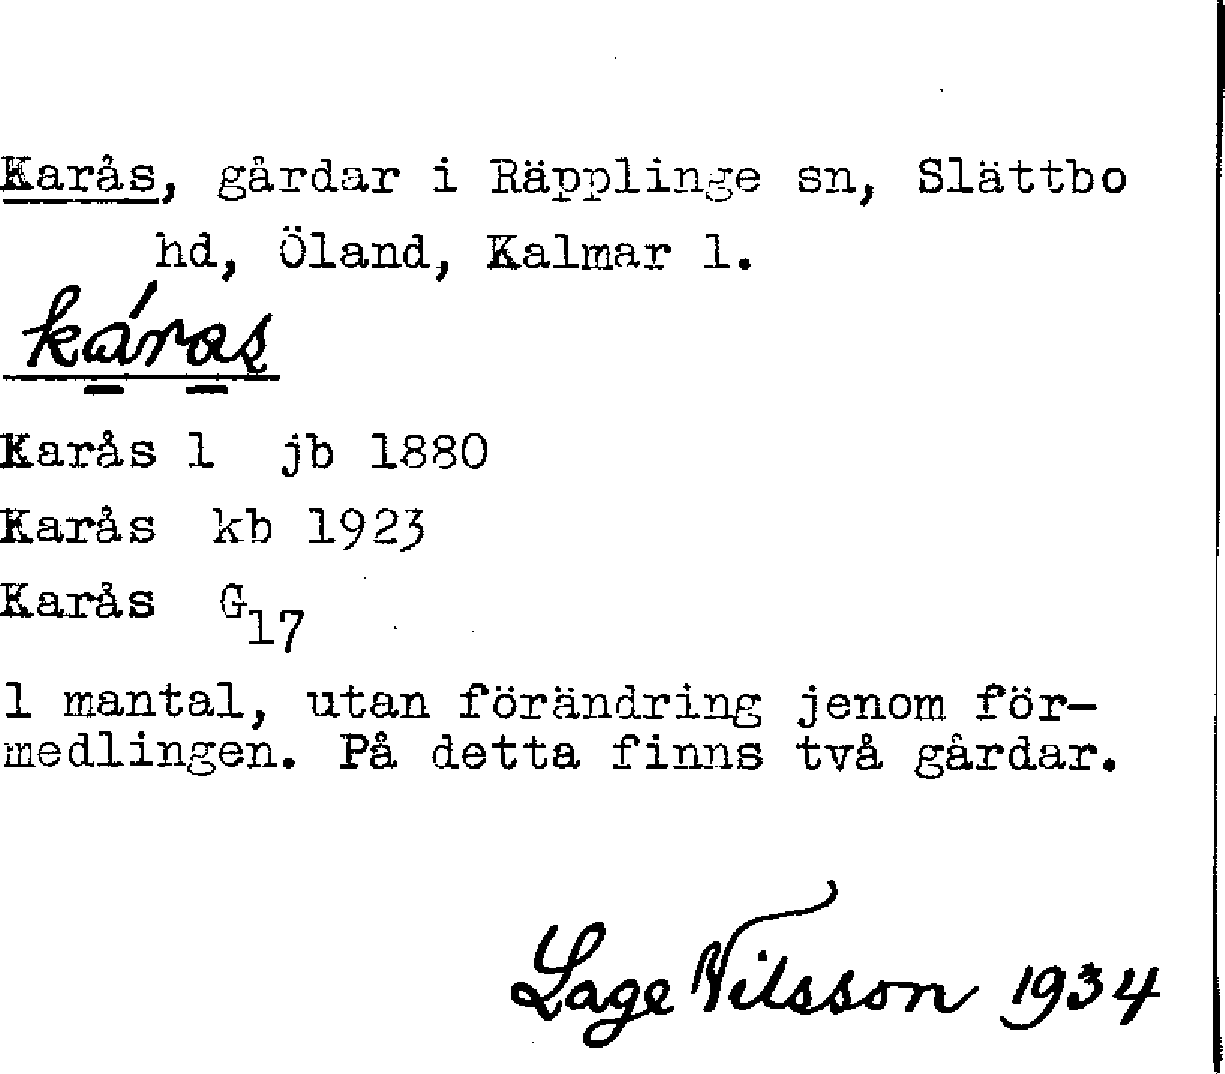 Karås, gårdar i Räpplinge sn, Slättbo
hd, Öland, Kalmar l.
káras
Karås 1 jb 1880
Karås kb 1923
Karås G17
1 mantal, utan förändring jenom för-
medlingen. På detta finns två gårdar.
Lage Nilsson 1934